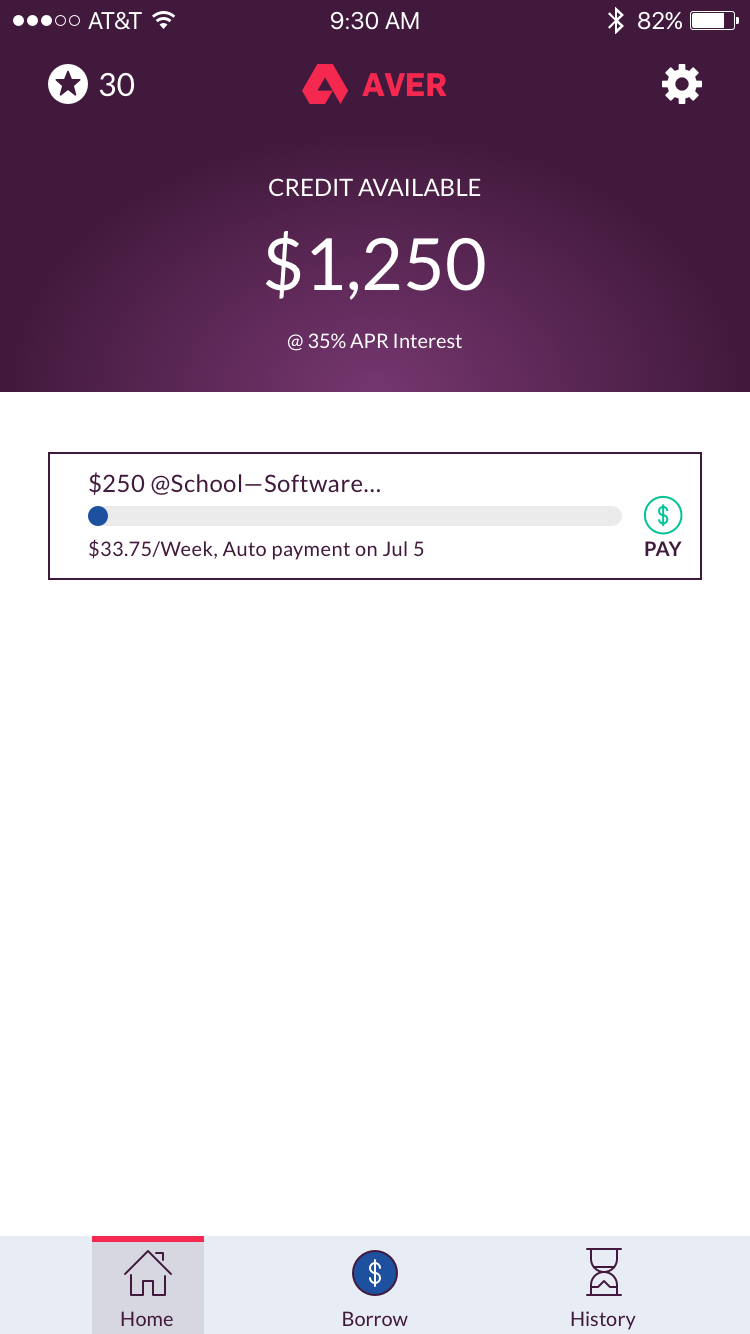 AT&T 9:30 AM 82%
30 AVER
CREDIT AVAILABLE
$1,250
@ 35% APR Interest
$250 @School—Software...
$
$33.75/Week, Auto payment on Jul 5 PAY
$
Home Borrow History